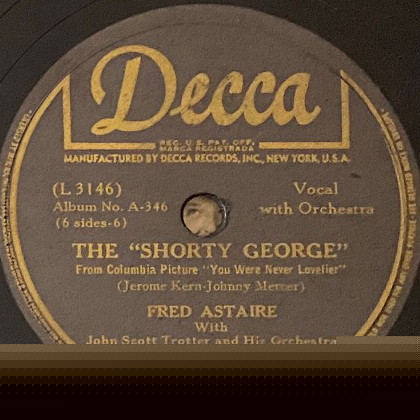 Decca
REG. U.S. PAT. OFF.
MARCA REGISTRADA
MANUFACTURED BY DECCA RECORDS, INC., NEW YORK, U.S.A.
(L 3146)
Album No. A-346
(6 sides-6)
Vocal
with Orchestra
THE "SHORTY GEORGE"
From Columbia Picture "You Were Never Lovelier"
(Jerome Kern-Johnny Mercer)
FRED ASTAIRE
With
John Scott Trotter and His Orchestra